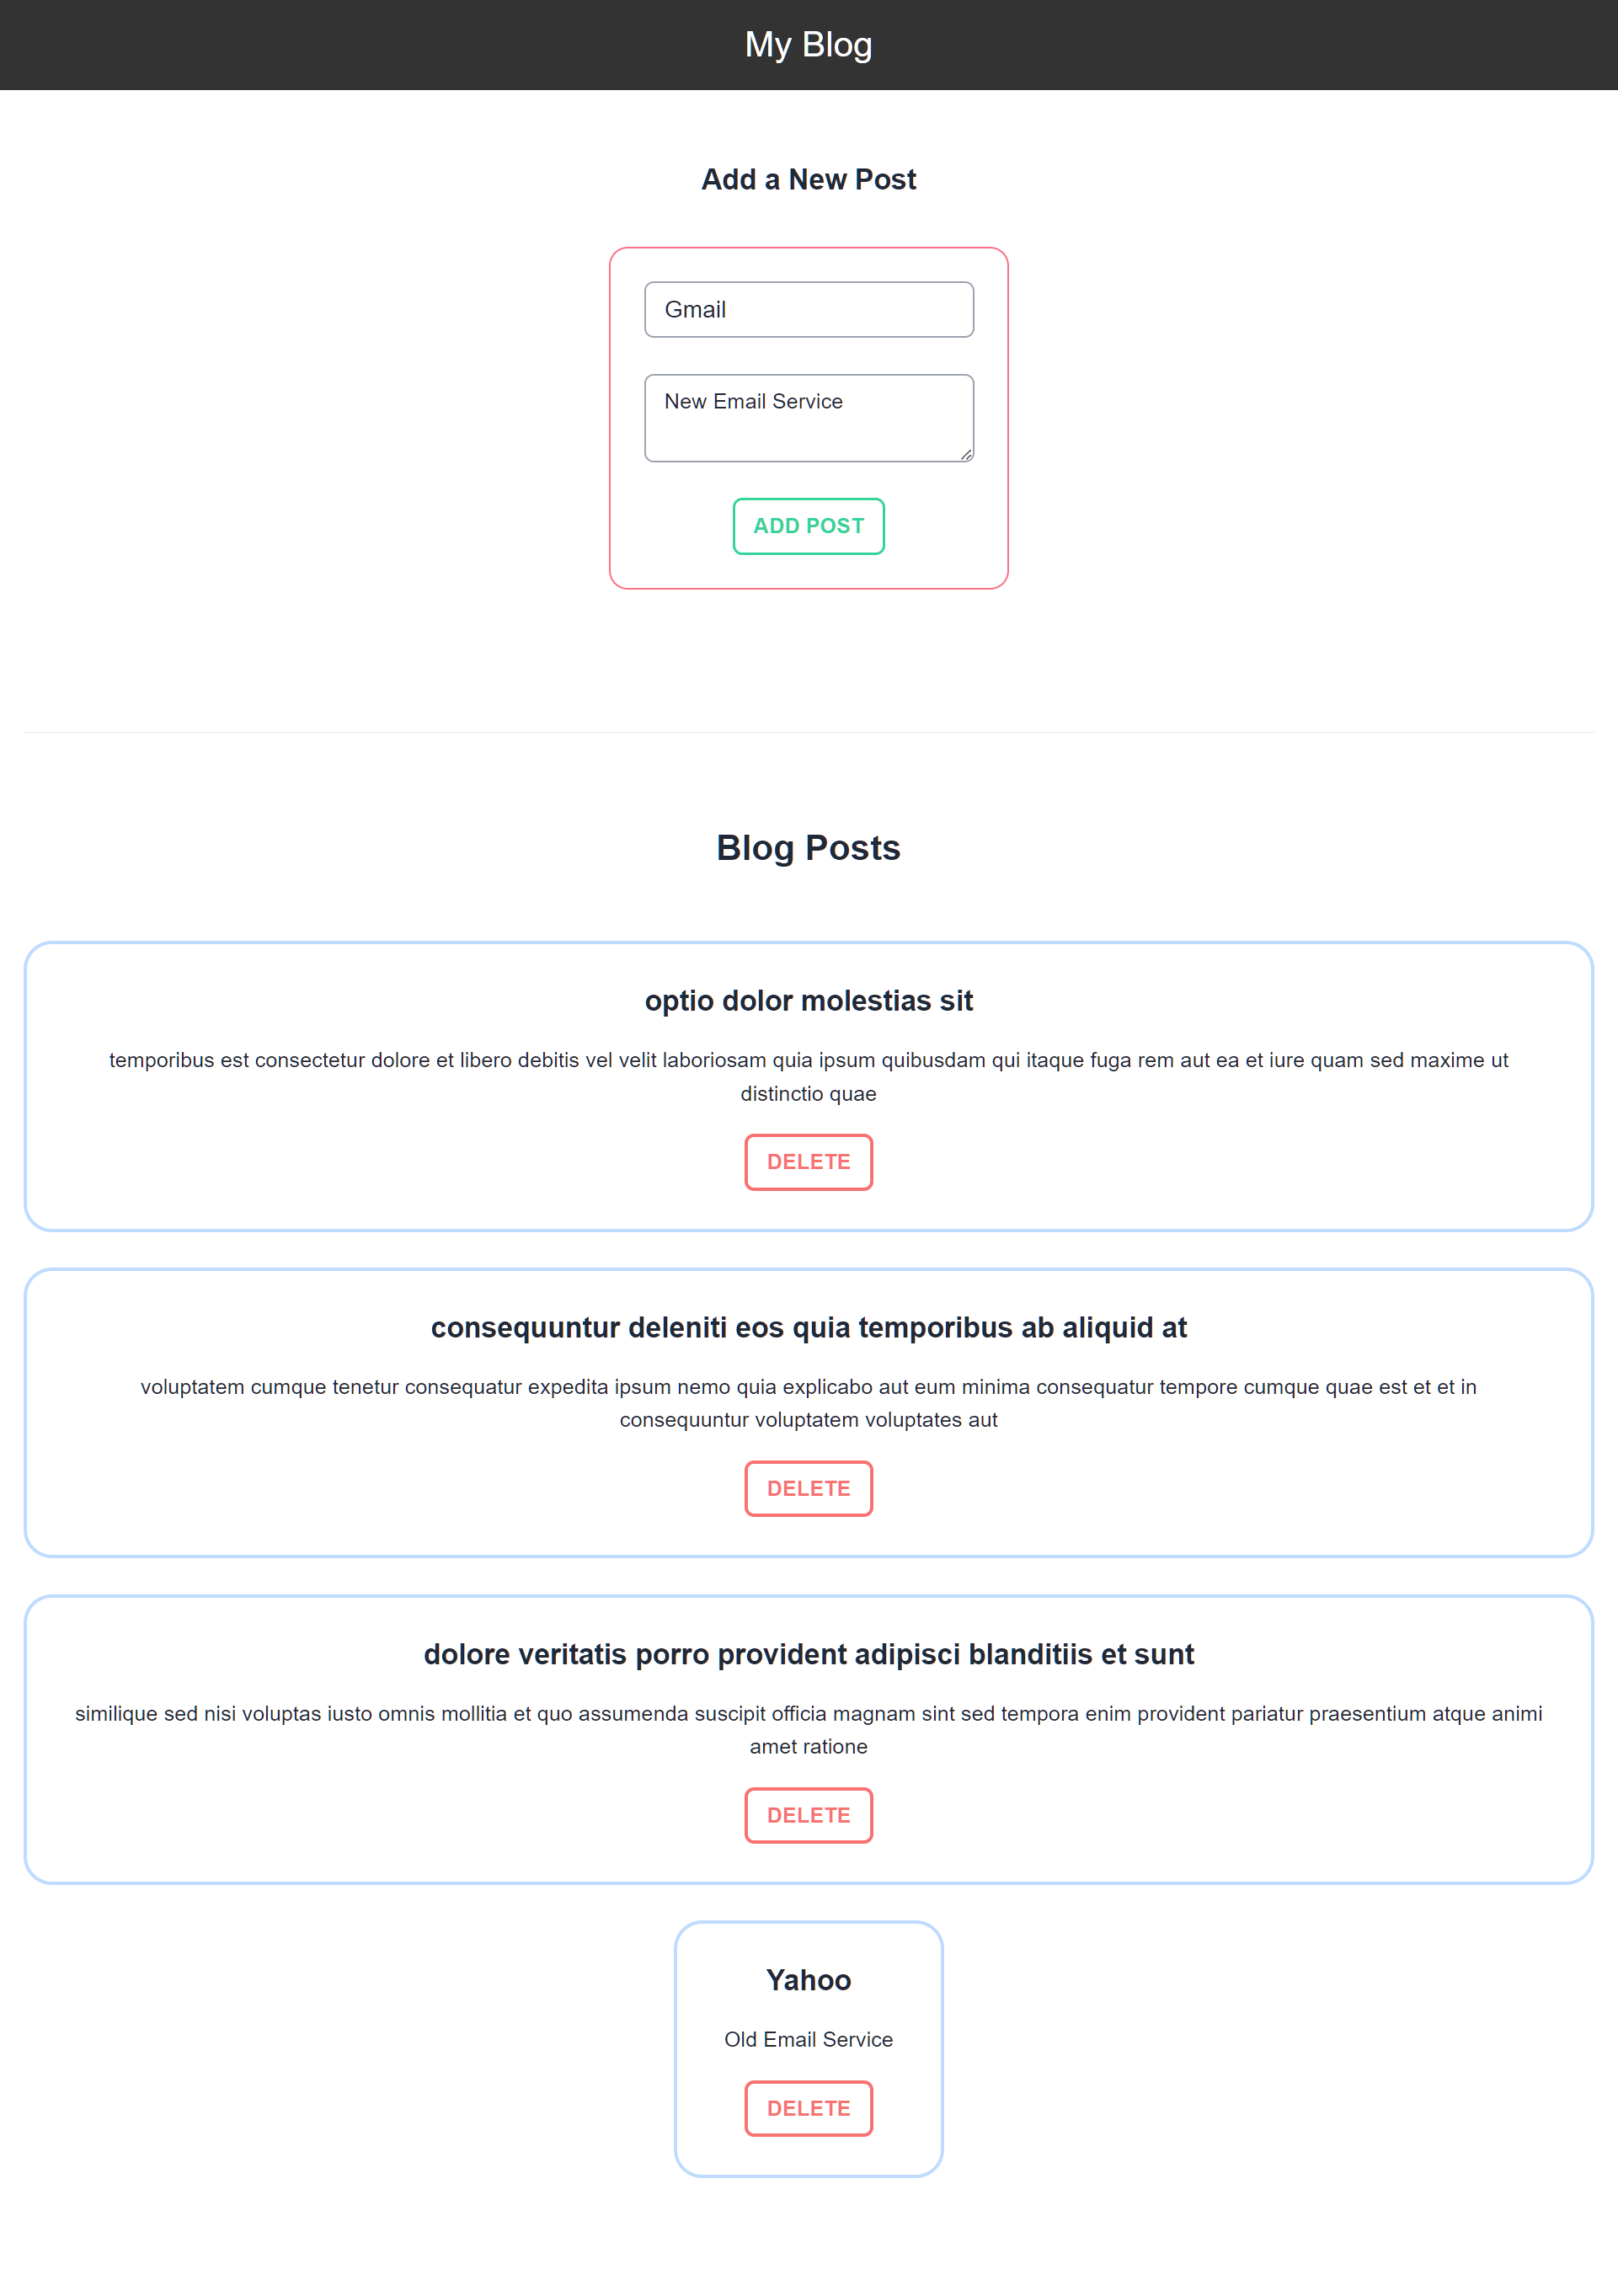 My Blog
Add a New Post
Gmail
New Email Service
ADD POST
Blog Posts
optio dolor molestias sit
temporibus est consectetur dolore et libero debitis vel velit laboriosam quia ipsum quibusdam qui itaque fuga rem aut ea et iure quam sed maxime ut
distinctio quae
DELETE
consequuntur deleniti eos quia temporibus ab aliquid at
voluptatem cumque tenetur consequatur expedita ipsum nemo quia explicabo aut eum minima consequatur tempore cumque quae est et et in
consequuntur voluptatem voluptates aut
DELETE
dolore veritatis porro provident adipisci blanditiis et sunt
similique sed nisi voluptas iusto omnis mollitia et quo assumenda suscipit officia magnam sint sed tempora enim provident pariatur praesentium atque animi
amet ratione
DELETE
Yahoo
Old Email Service
DELETE